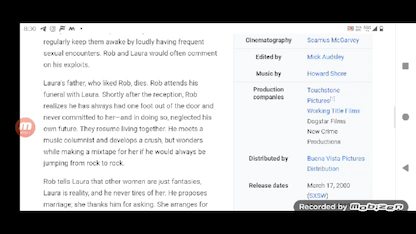 8:30
regularly keep them awake by loudly having frequent
sexual encounters. Rob and Laura would often comment
on his exploits.
Laura's father, who liked Rob, dies. Rob attends his
funeral with Laura. Shortly after the reception, Rob
realizes he has always had one foot out of the door and
never committed to her—and in doing so, neglected his
own future. They resume living together. He meets a
music columnist and develops a crush, but wonders
while making a mixtape for her if he would always be
jumping from rock to rock.
Rob tells Laura that other women are just fantasies,
Laura is reality, and he never tires of her. He proposes
marriage; she thanks him for asking. She arranges for
Cinematography Seamus McGarvey
Edited by Mick Audsley
Music by Howard Shore
Production Touchstone
companies Pictures[1]
Working Title Films
Dogstar Films
New Crime
Productions
Distributed by Buena Vista Pictures
Distribution
Release dates March 17, 2000
(SXSW)
Recorded by Mobizen